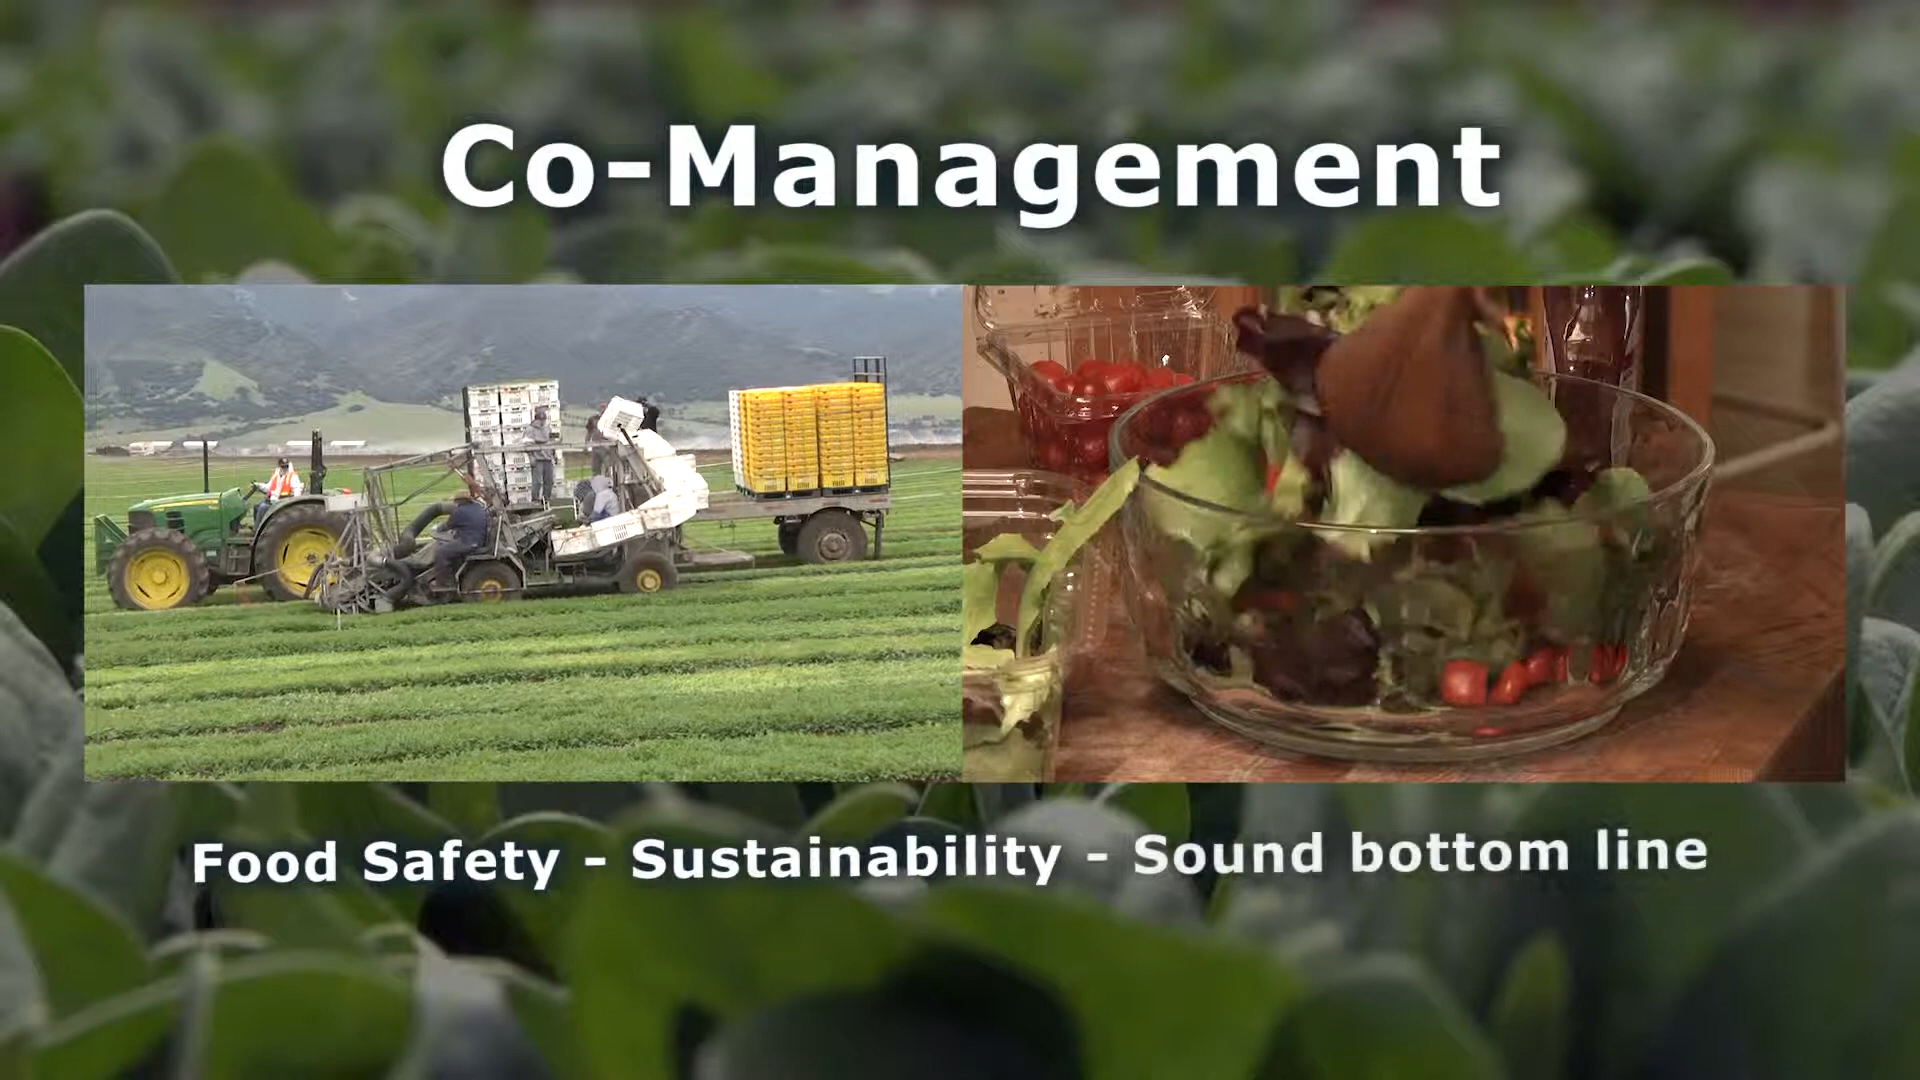 Co-Management
Food Safety - Sustainability - Sound bottom line